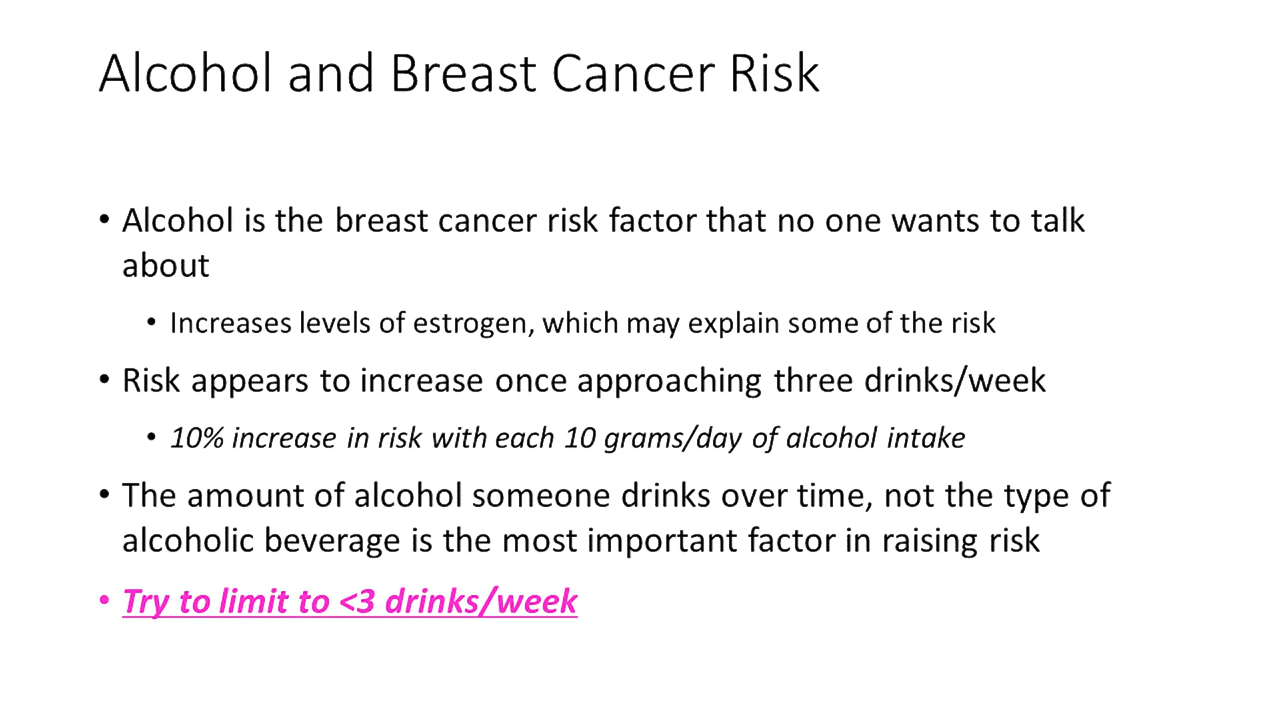 Alcohol and Breast Cancer Risk
• Alcohol is the breast cancer risk factor that no one wants to talk
about
• Increases levels of estrogen, which may explain some of the risk
• Risk appears to increase once approaching three drinks/week
• 10% increase in risk with each 10 grams/day of alcohol intake
• The amount of alcohol someone drinks over time, not the type of
alcoholic beverage is the most important factor in raising risk
• Try to limit to <3 drinks/week